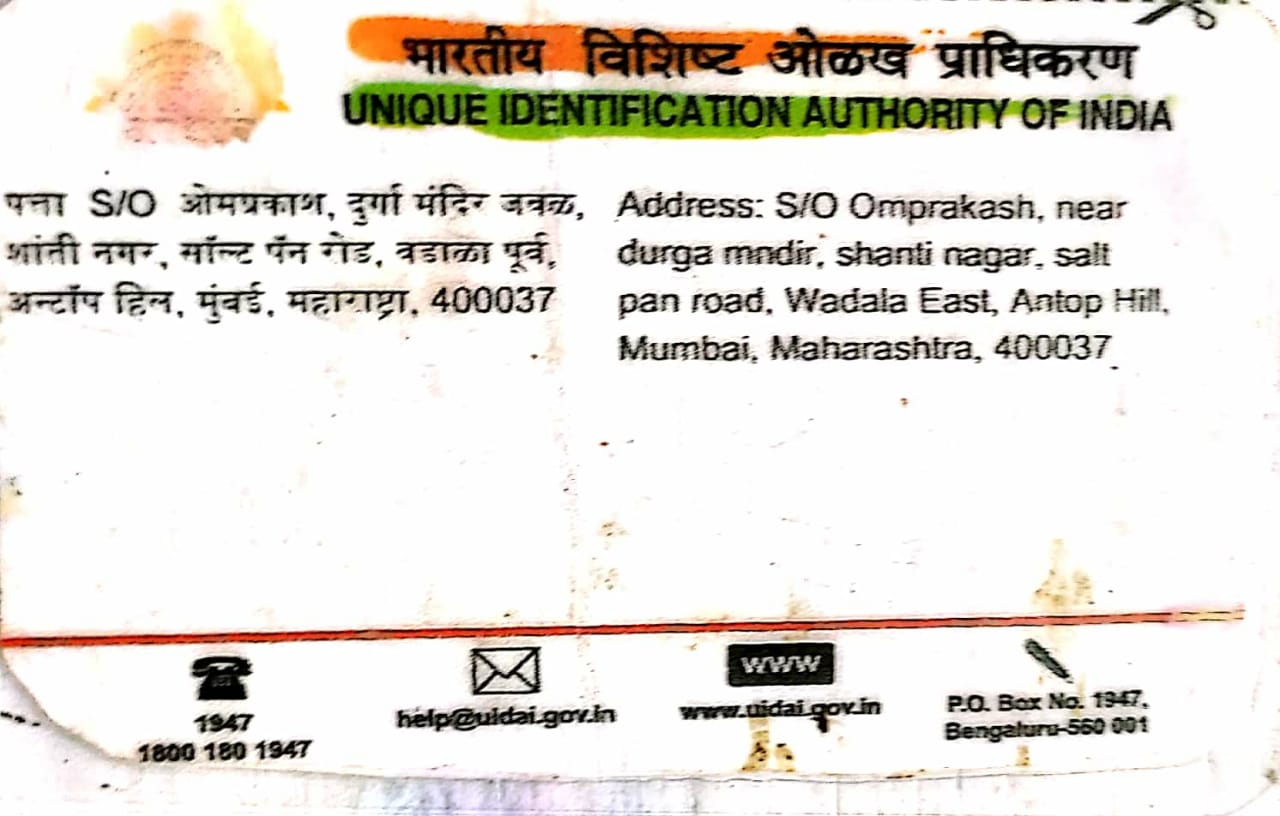 भारतीय विशिष्ट ओळख प्राधिकरण
UNIQUE IDENTIFICATION AUTHORITY OF INDIA
पत्ता S/O ओमप्रकाश, दुर्गा मंदिर जवळ,
शांती नगर, सॉल्ट पॅन रोड, वडाळा पूर्व,
अन्टॉप हिल, मुंबई, महाराष्ट्रा, 400037
Address: S/O Omprakash, near
durga mndir, shanti nagar, salt
pan road, Wadala East, Antop Hill,
Mumbai, Maharashtra, 400037
1947
1800 180 1947
help@uidai.gov.in
www
www.uidai.gov.in
P.O. Box No. 1947,
Bengaluru-560 001